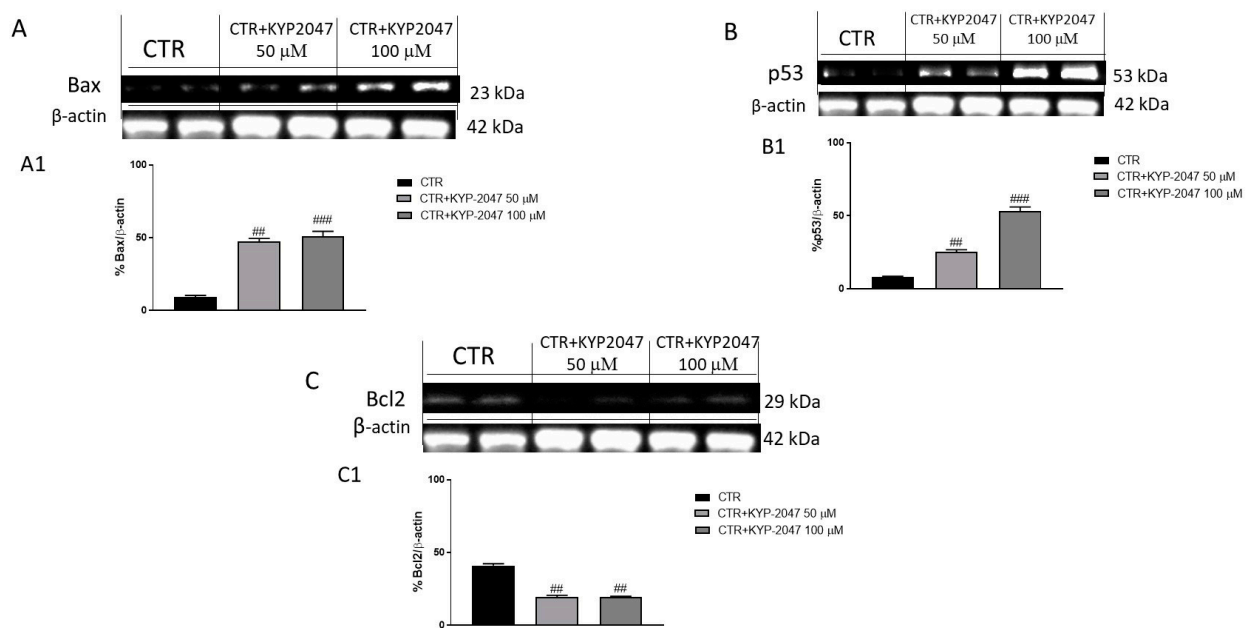 A
CTR
CTR+KYP2047
50 μM
CTR+KYP2047
100 μM
Bax
23 kDa
β-actin
42 kDa
A1
% Bax/β-actin
100
50
0
##
###
CTR
CTR+KYP-2047 50 μM
CTR+KYP-2047 100 μM
B
CTR
CTR+KYP2047
50 μM
CTR+KYP2047
100 μM
p53
53 kDa
β-actin
42 kDa
B1
%p53/β-actin
100
50
0
##
###
CTR
CTR+KYP-2047 50 μM
CTR+KYP-2047 100 μM
C
CTR
CTR+KYP2047
50 μM
CTR+KYP2047
100 μM
Bcl2
29 kDa
β-actin
42 kDa
C1
% Bcl2/β-actin
100
50
0
##
##
CTR
CTR+KYP-2047 50 μM
CTR+KYP-2047 100 μM